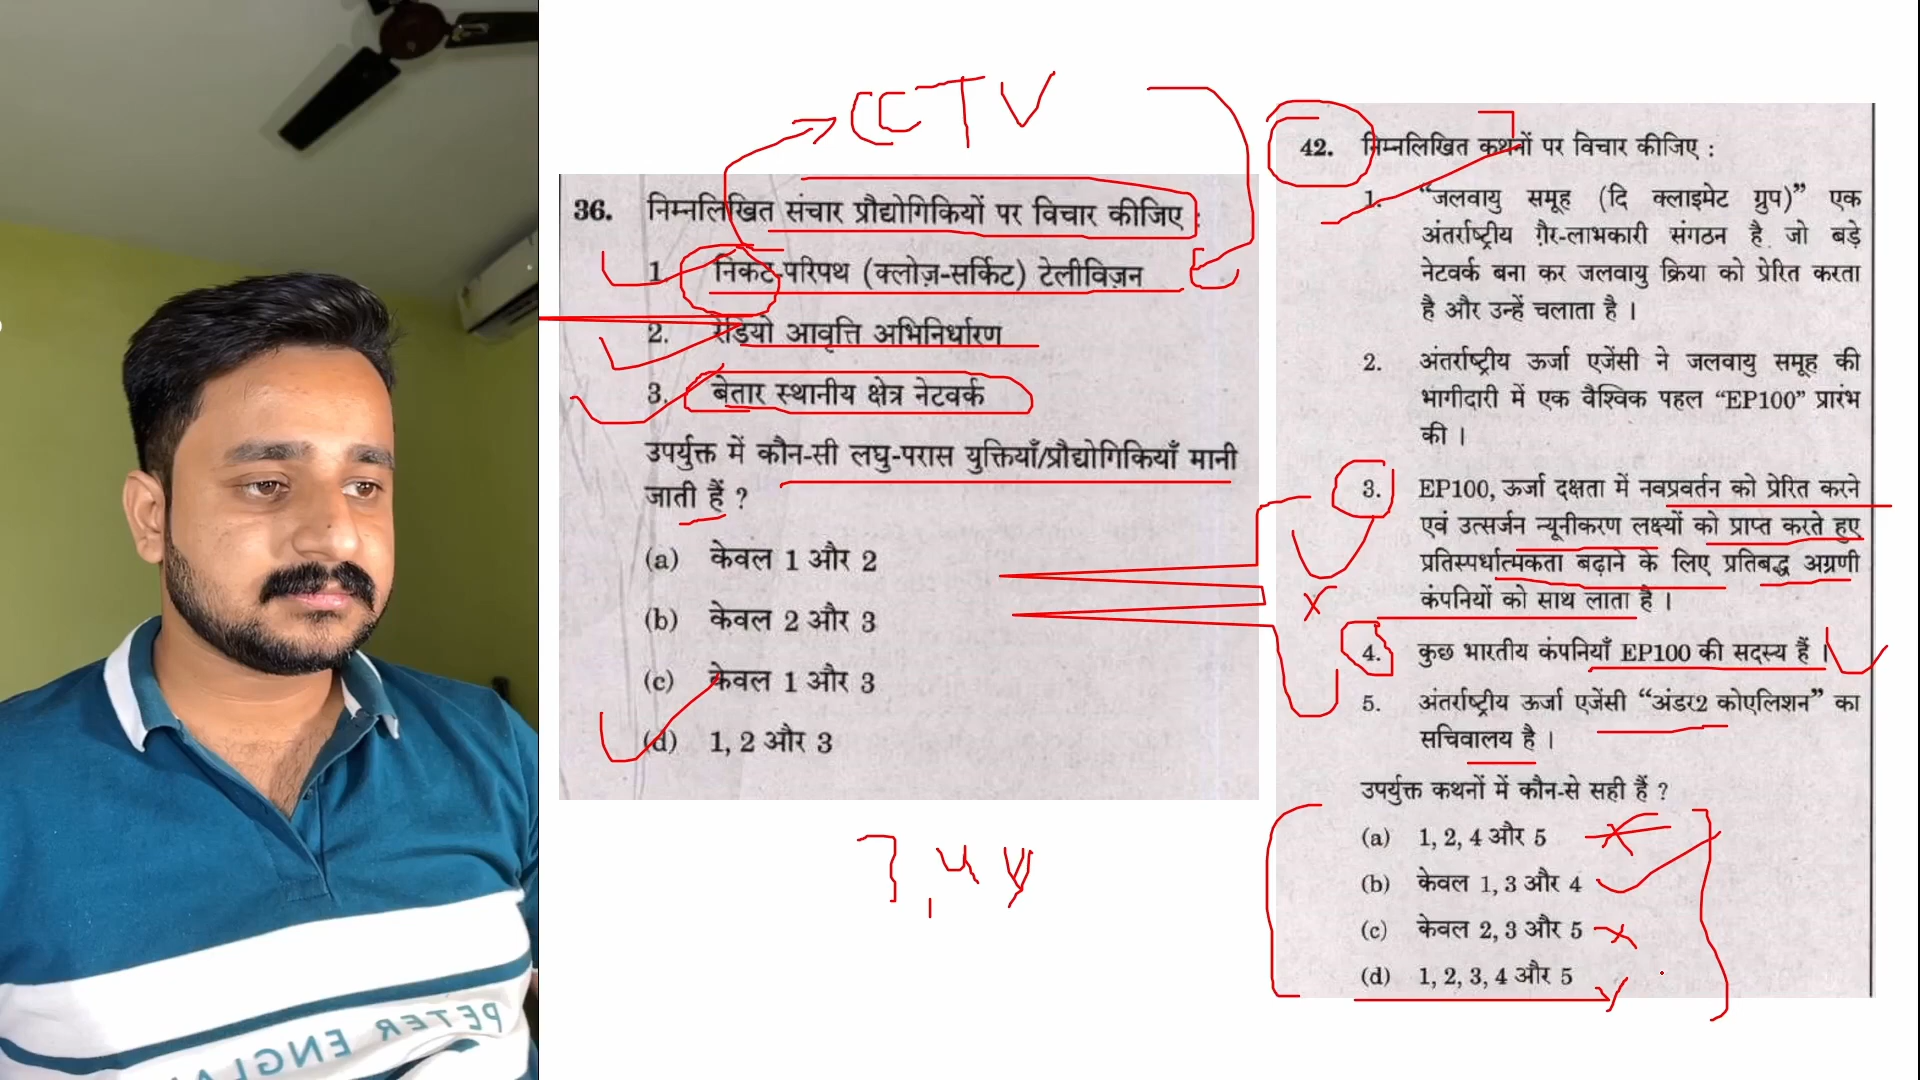 CCTV
36. निम्नलिखित संचार प्रौद्योगिकियों पर विचार कीजिए :
1. निकट-परिपथ (क्लोज़-सर्किट) टेलीविज़न
2. रेडियो आवृत्ति अभिनिर्धारण
3. बेतार स्थानीय क्षेत्र नेटवर्क
उपर्युक्त में कौन-सी लघु-परास युक्तियाँ/प्रौद्योगिकियाँ मानी
जाती हैं ?
(a) केवल 1 और 2
(b) केवल 2 और 3
(c) केवल 1 और 3
(d) 1, 2 और 3
42. निम्नलिखित कथनों पर विचार कीजिए :
1. “जलवायु समूह (दि क्लाइमेट ग्रुप)” एक
अंतर्राष्ट्रीय ग़ैर-लाभकारी संगठन है जो बड़े
नेटवर्क बना कर जलवायु क्रिया को प्रेरित करता
है और उन्हें चलाता है ।
2. अंतर्राष्ट्रीय ऊर्जा एजेंसी ने जलवायु समूह की
भागीदारी में एक वैश्विक पहल “EP100” प्रारंभ
की ।
3. EP100, ऊर्जा दक्षता में नवप्रवर्तन को प्रेरित करने
एवं उत्सर्जन न्यूनीकरण लक्ष्यों को प्राप्त करते हुए
प्रतिस्पर्धात्मकता बढ़ाने के लिए प्रतिबद्ध अग्रणी
कंपनियों को साथ लाता है ।
4. कुछ भारतीय कंपनियाँ EP100 की सदस्य हैं ।
5. अंतर्राष्ट्रीय ऊर्जा एजेंसी “अंडर2 कोएलिशन” का
सचिवालय है ।
उपर्युक्त कथनों में कौन-से सही हैं ?
(a) 1, 2, 4 और 5
(b) केवल 1, 3 और 4
(c) केवल 2, 3 और 5
(d) 1, 2, 3, 4 और 5
PETER ENGLA